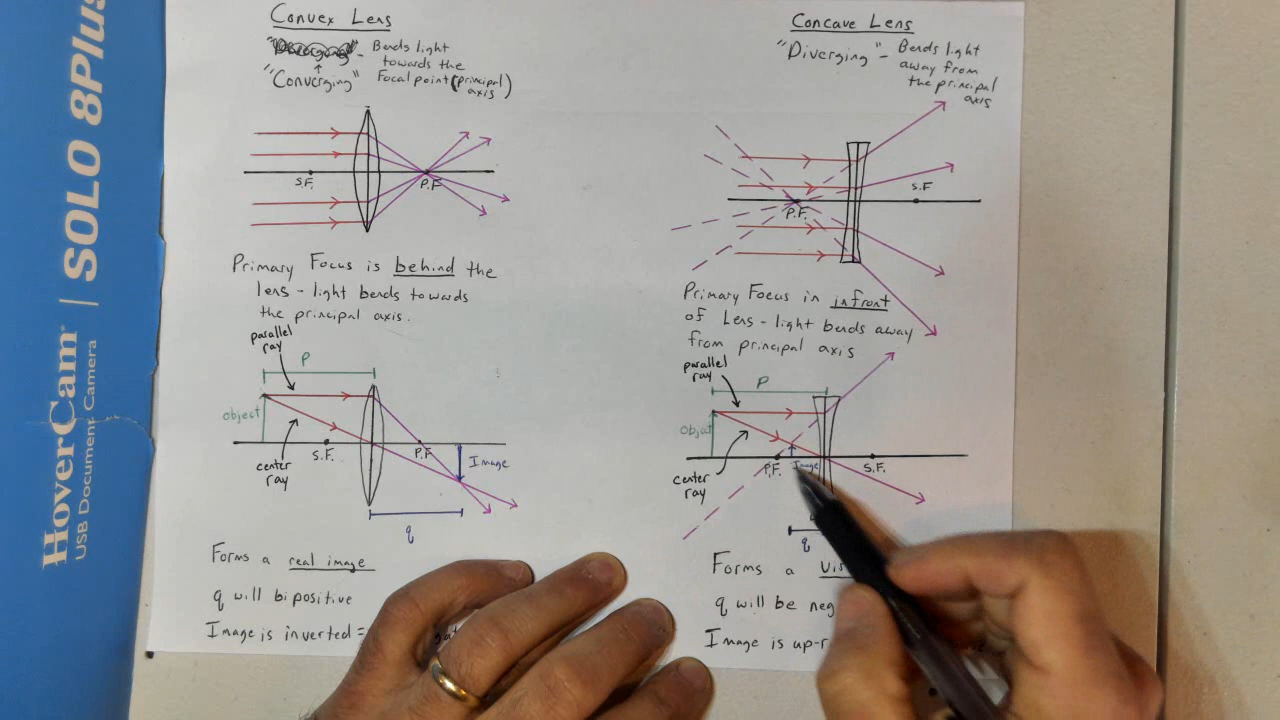 HoverCam | SOLO 8Plus
USB Document Camera
Convex Lens
"Converging" - Bends light
towards the
Focal point (principal
axis)
S.F.
P.F.
Primary Focus is behind the
lens - light bends towards
the principal axis.
parallel
ray
P
object
center
ray
S.F.
P.F
Image
q
Forms a real image
q will bi positive
Image is inverted =
Concave Lens
"Diverging" - Bends light
away from
the principal
axis
P.F.
S.F
Primary Focus in infront
of Lens - light bends away
from principal axis
parallel
ray
P
Object
center
ray
P.F.
Image
S.F.
q
Forms a
q will be neg
Image is up-r